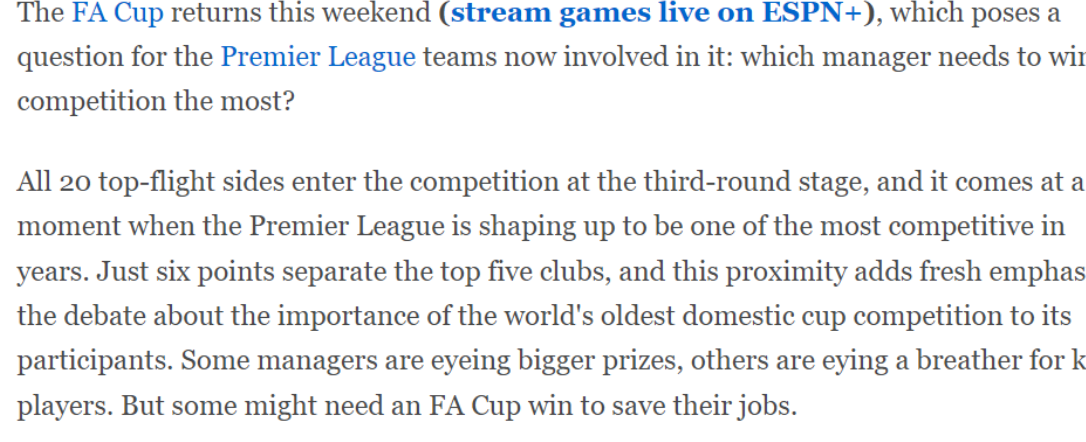 The FA Cup returns this weekend (stream games live on ESPN+), which poses a
question for the Premier League teams now involved in it: which manager needs to
competition the most?
All 20 top-flight sides enter the competition at the third-round stage, and it comes at a
moment when the Premier League is shaping up to be one of the most competitive in
years. Just six points separate the top five clubs, and this proximity adds fresh
the debate about the importance of the world's oldest domestic cup competition to its
participants. Some managers are eyeing bigger prizes, others are eying a breather for
players. But some might need an FA Cup win to save their jobs.